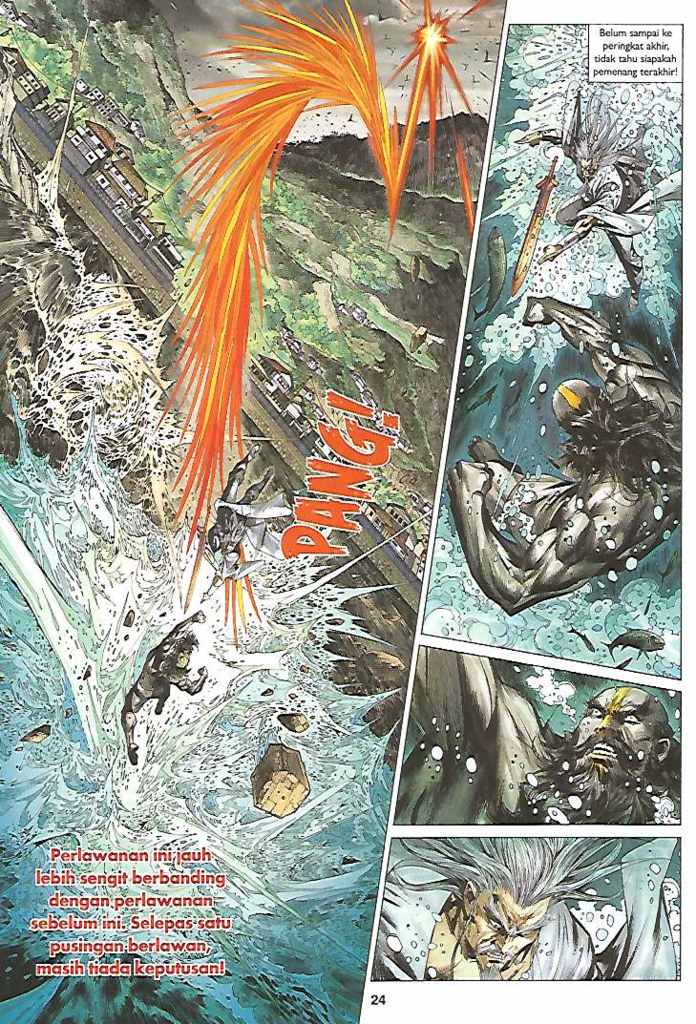 Belum sampai ke
peringkat akhir,
tidak tahu siapakah
pemenang terakhir!
PANG!
Perlawanan ini jauh
lebih sengit berbanding
dengan perlawanan
sebelum ini. Selepas satu
pusingan berlawan,
masih tiada keputusan!
24